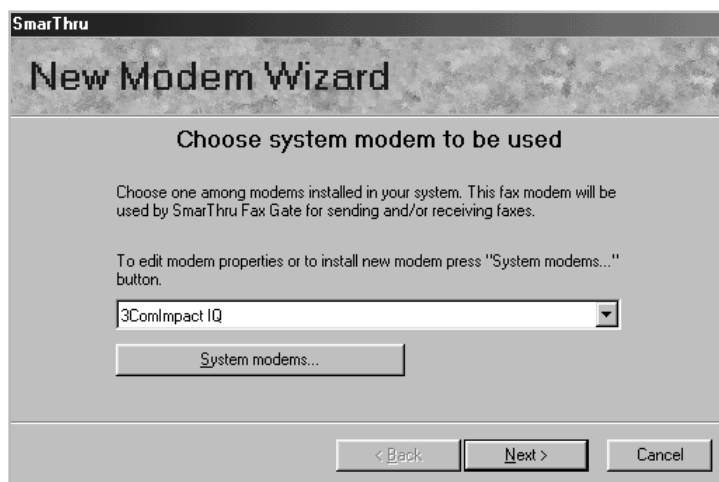 SmarThru
New Modem Wizard
Choose system modem to be used
Choose one among modems installed in your system. This fax modem will be
used by SmarThru Fax Gate for sending and/or receiving faxes.
To edit modem properties or to install new modem press "System modems..."
button.
3ComImpact IQ
System modems...
< Back Next > Cancel